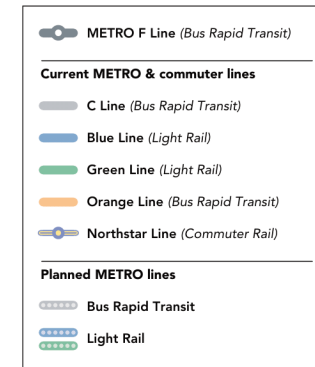 METRO F Line (Bus Rapid Transit)
Current METRO & commuter lines
C Line (Bus Rapid Transit)
Blue Line (Light Rail)
Green Line (Light Rail)
Orange Line (Bus Rapid Transit)
Northstar Line (Commuter Rail)
Planned METRO lines
Bus Rapid Transit
Light Rail